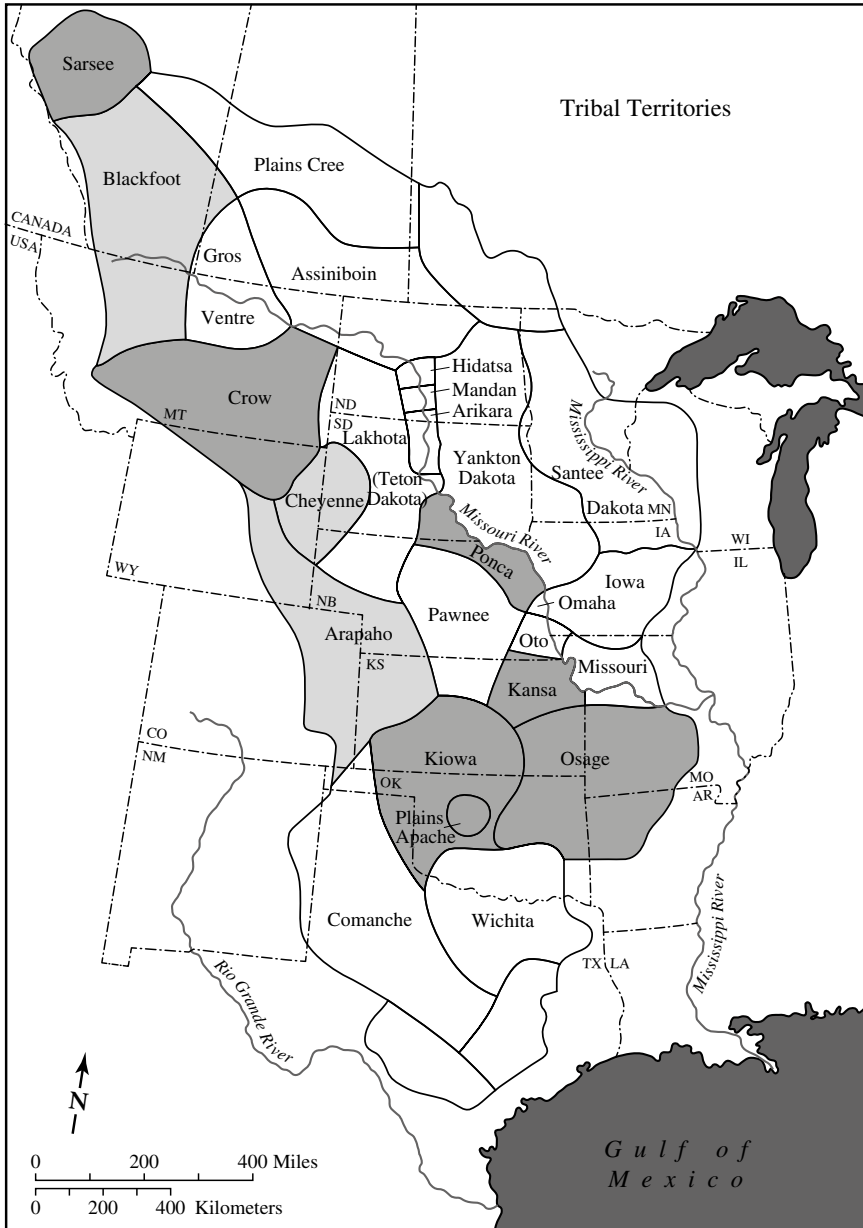 Tribal Territories
Sarsee
Blackfoot
Plains Cree
CANADA
USA
Gros
Ventre
Assiniboin
Hidatsa
Mandan
Arikara
Crow
MT
ND
SD
Lakhota
(Teton
Dakota)
Yankton
Dakota
Santee
Dakota
Mississippi River
MN
IA
WI
IL
Cheyenne
Missouri River
Ponca
WY
NB
Iowa
Omaha
Pawnee
Arapaho
Oto
Missouri
KS
Kansa
CO
NM
Kiowa
Osage
OK
MO
AR
Plains
Apache
Comanche
Wichita
TX
LA
Mississippi River
Rio Grande River
N
Gulf of
Mexico
0 200 400 Miles
0 200 400 Kilometers